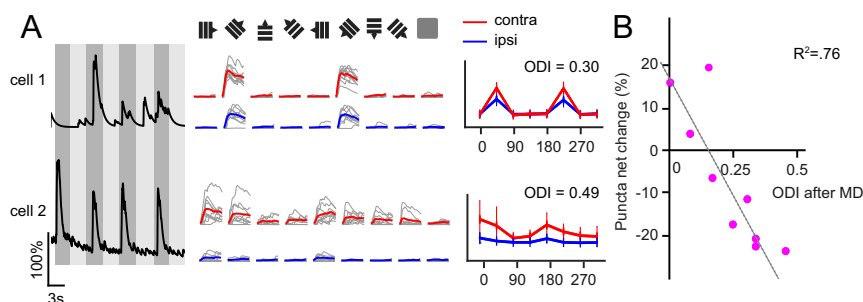 A
cell 1
cell 2
100%
3s
contra
ipsi
ODI = 0.30
0 90 180 270
ODI = 0.49
0 90 180 270
B
R²=.76
Puncta net change (%)
20
10
0
-10
-20
0 0.25 0.5
ODI after MD